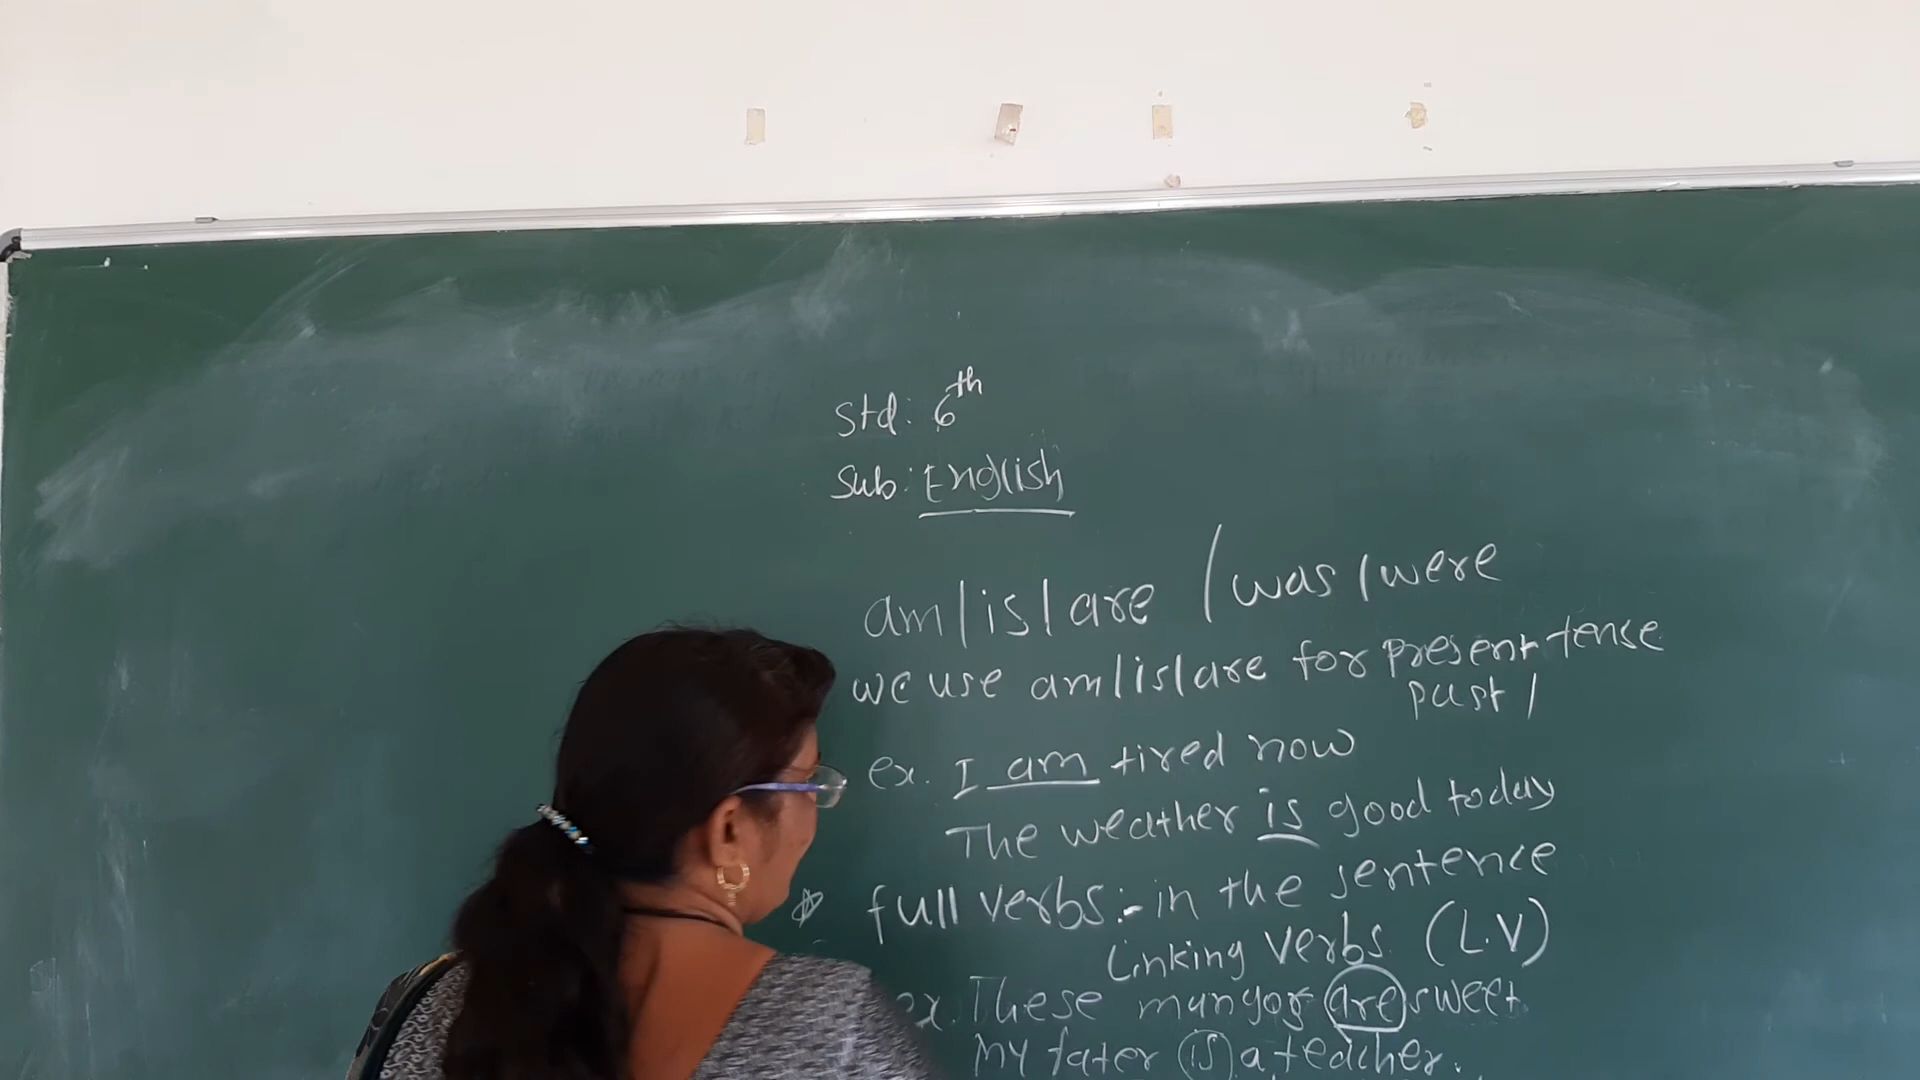 Std: 6th
Sub: English
am/is/are /was/were
we use am/is/are for present tense
past/
ex. I am tired now
The weather is good today
full verbs:- in the sentence
Linking verbs (L.V)
ex. These mangos are sweet
My fater is a teacher.